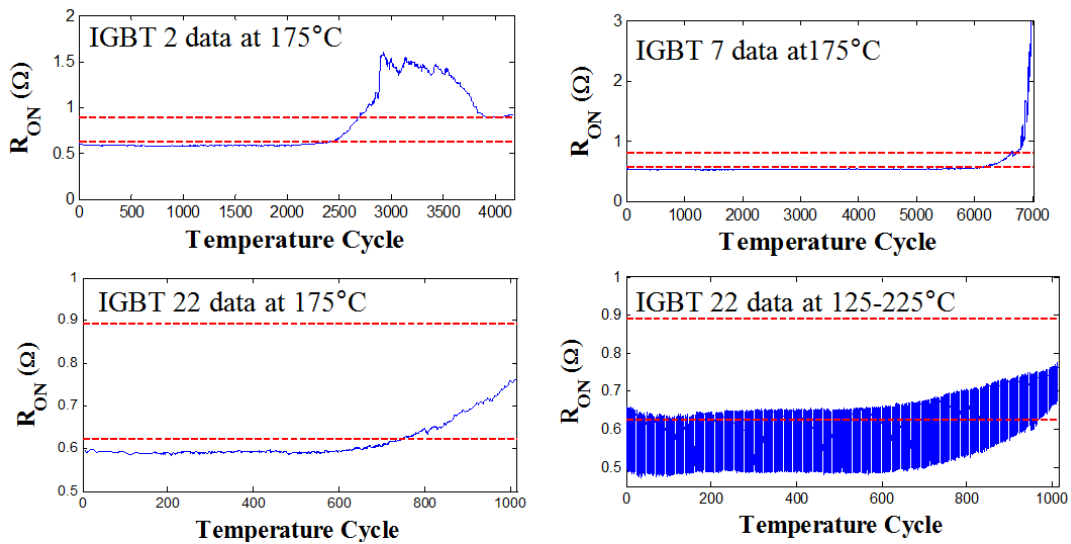 IGBT 2 data at 175°C
R_ON (Ω)
2
1.5
1
0.5
0
0 500 1000 1500 2000 2500 3000 3500 4000
Temperature Cycle
IGBT 7 data at175°C
R_ON (Ω)
3
2
1
0
0 1000 2000 3000 4000 5000 6000 7000
Temperature Cycle
IGBT 22 data at 175°C
R_ON (Ω)
1
0.9
0.8
0.7
0.6
0.5
0 200 400 600 800 1000
Temperature Cycle
IGBT 22 data at 125-225°C
R_ON (Ω)
1
0.9
0.8
0.7
0.6
0.5
0 200 400 600 800 1000
Temperature Cycle